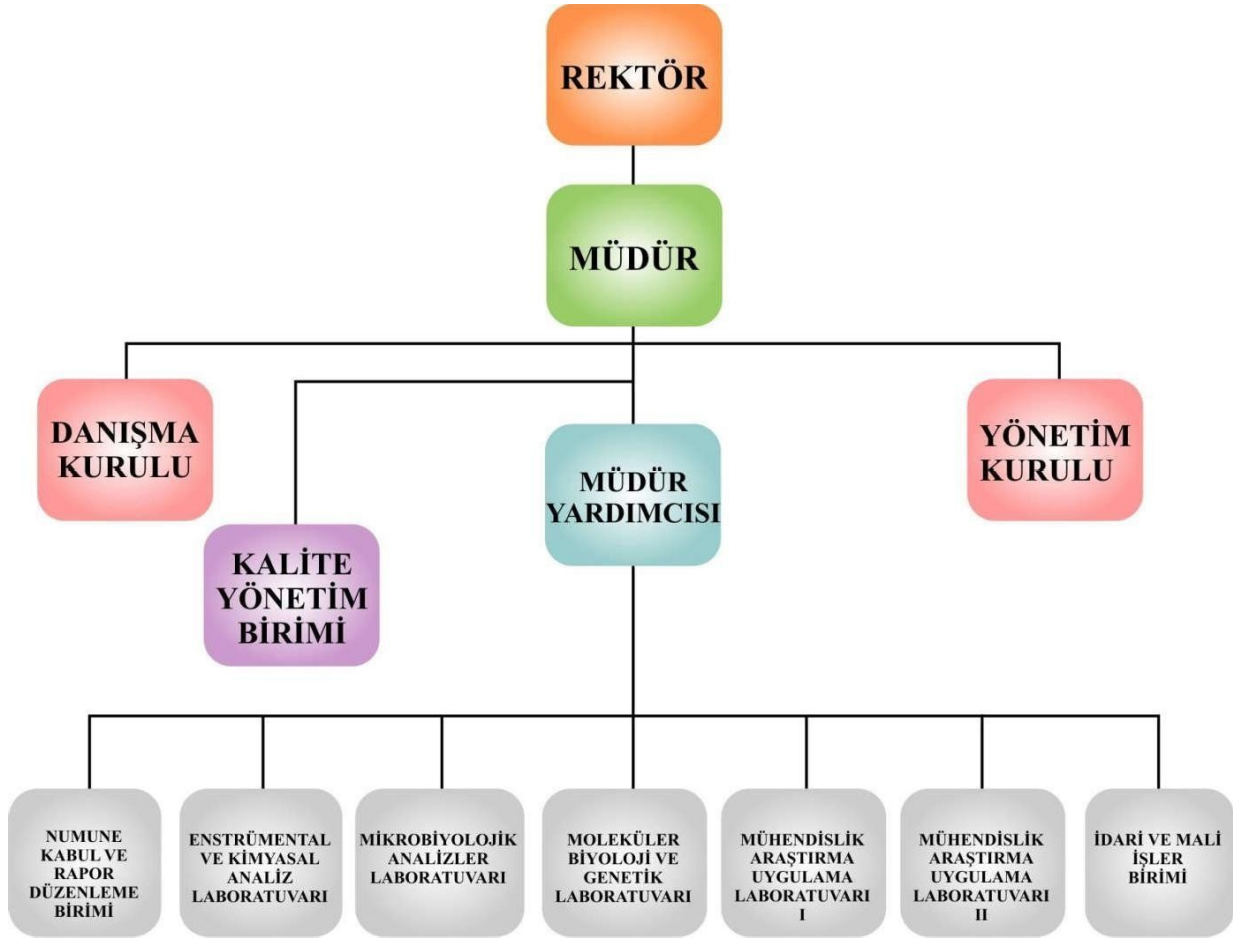 REKTÖR
MÜDÜR
DANIŞMA
KURULU
YÖNETİM
KURULU
MÜDÜR
YARDIMCISI
KALİTE
YÖNETİM
BİRİMİ
NUMUNE
KABUL VE
RAPOR
DÜZENLEME
BİRİMİ
ENSTRÜMENTAL
VE KİMYASAL
ANALİZ
LABORATUVARI
MİKROBİYOLOJİK
ANALİZLER
LABORATUVARI
MOLEKÜLER
BİYOLOJİ VE
GENETİK
LABORATUVARI
MÜHENDİSLİK
ARAŞTIRMA
UYGULAMA
LABORATUVARI
I
MÜHENDİSLİK
ARAŞTIRMA
UYGULAMA
LABORATUVARI
II
İDARİ VE MALİ
İŞLER
BİRİMİ